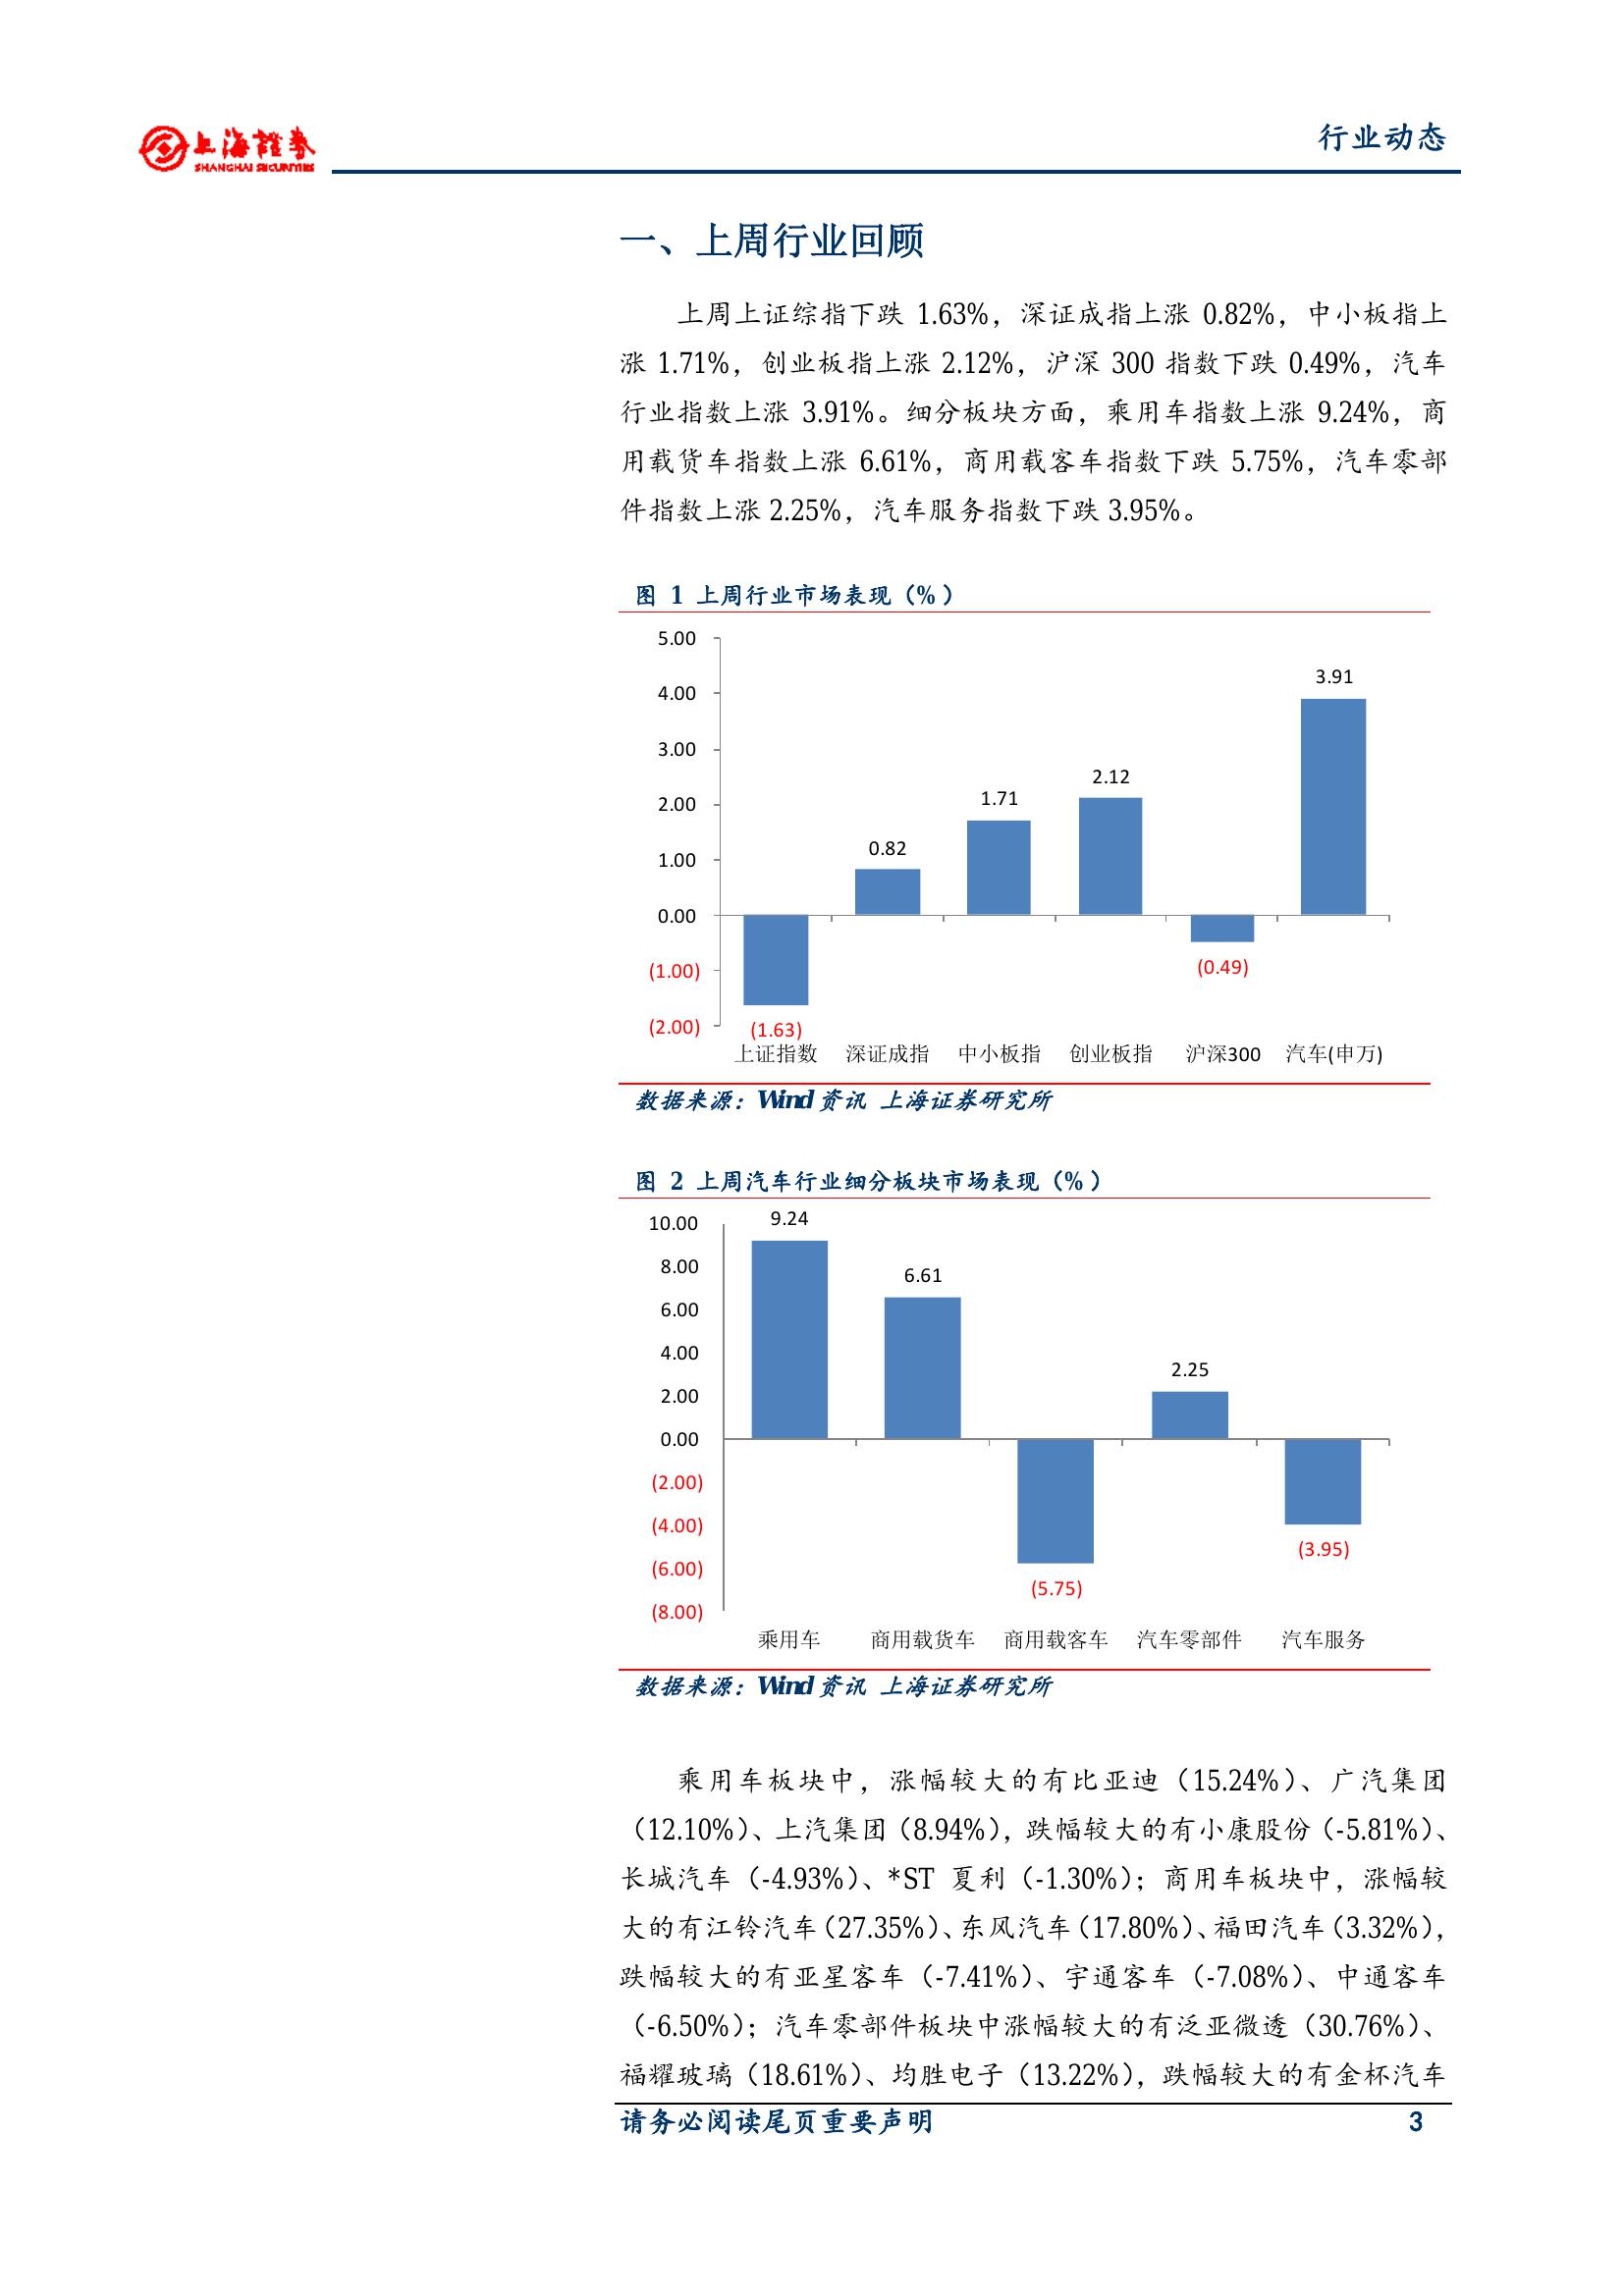 上海證券
SHANGHAI SECURITIES
行业动态
一、上周行业回顾
上周上证综指下跌 1.63%，深证成指上涨 0.82%，中小板指上
涨 1.71%，创业板指上涨 2.12%，沪深 300 指数下跌 0.49%，汽车
行业指数上涨 3.91%。细分板块方面，乘用车指数上涨 9.24%，商
用载货车指数上涨 6.61%，商用载客车指数下跌 5.75%，汽车零部
件指数上涨 2.25%，汽车服务指数下跌 3.95%。
图 1 上周行业市场表现（%）
5.00
4.00
3.00
2.00
1.00
0.00
(1.00)
(2.00)
(1.63)
0.82
1.71
2.12
(0.49)
3.91
上证指数 深证成指 中小板指 创业板指 沪深300 汽车(申万)
数据来源：Wind 资讯 上海证券研究所
图 2 上周汽车行业细分板块市场表现（%）
10.00
8.00
6.00
4.00
2.00
0.00
(2.00)
(4.00)
(6.00)
(8.00)
9.24
6.61
(5.75)
2.25
(3.95)
乘用车 商用载货车 商用载客车 汽车零部件 汽车服务
数据来源：Wind 资讯 上海证券研究所
乘用车板块中，涨幅较大的有比亚迪（15.24%）、广汽集团
（12.10%）、上汽集团（8.94%），跌幅较大的有小康股份（-5.81%）、
长城汽车（-4.93%）、*ST 夏利（-1.30%）；商用车板块中，涨幅较
大的有江铃汽车（27.35%）、东风汽车（17.80%）、福田汽车（3.32%），
跌幅较大的有亚星客车（-7.41%）、宇通客车（-7.08%）、中通客车
（-6.50%）；汽车零部件板块中涨幅较大的有泛亚微透（30.76%）、
福耀玻璃（18.61%）、均胜电子（13.22%），跌幅较大的有金杯汽车
请务必阅读尾页重要声明 3